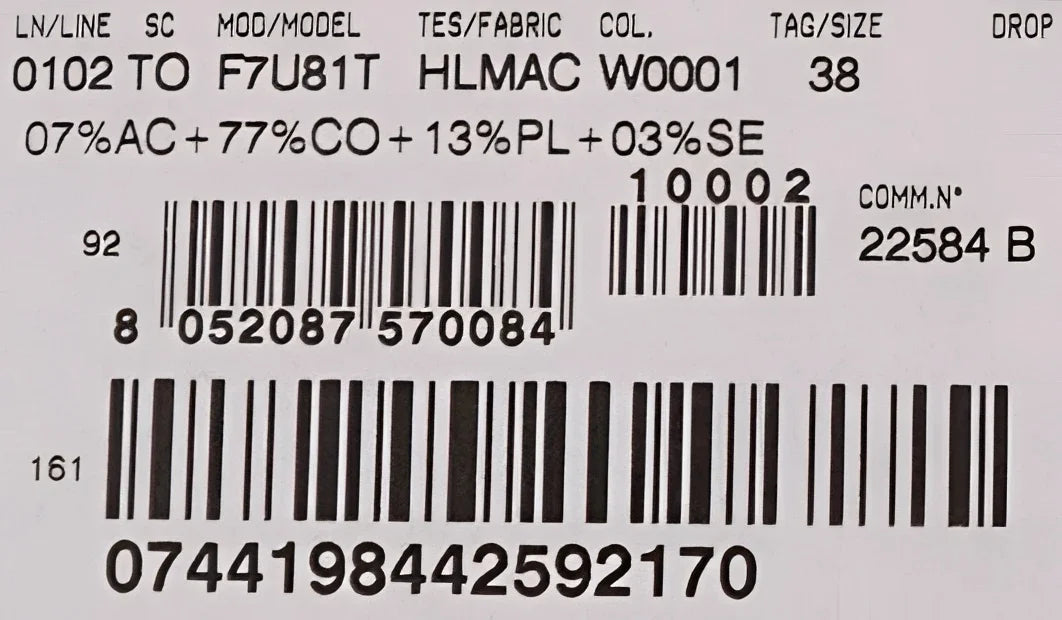 LN/LINE SC MOD/MODEL TES/FABRIC COL. TAG/SIZE DROP
0102 TO F7U81T HLMAC W0001 38
07%AC+77%CO+13%PL+03%SE
10002
COMM.N°
92
22584 B
8 052087 570084
161
0744198442592170